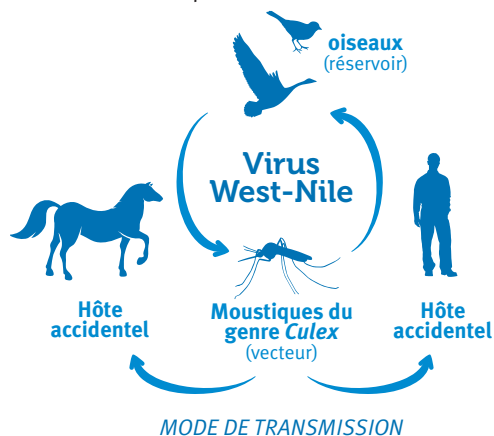 oiseaux
(réservoir)
Virus
West-Nile
Hôte
accidentel
Moustiques du
genre Culex
(vecteur)
Hôte
accidentel
MODE DE TRANSMISSION